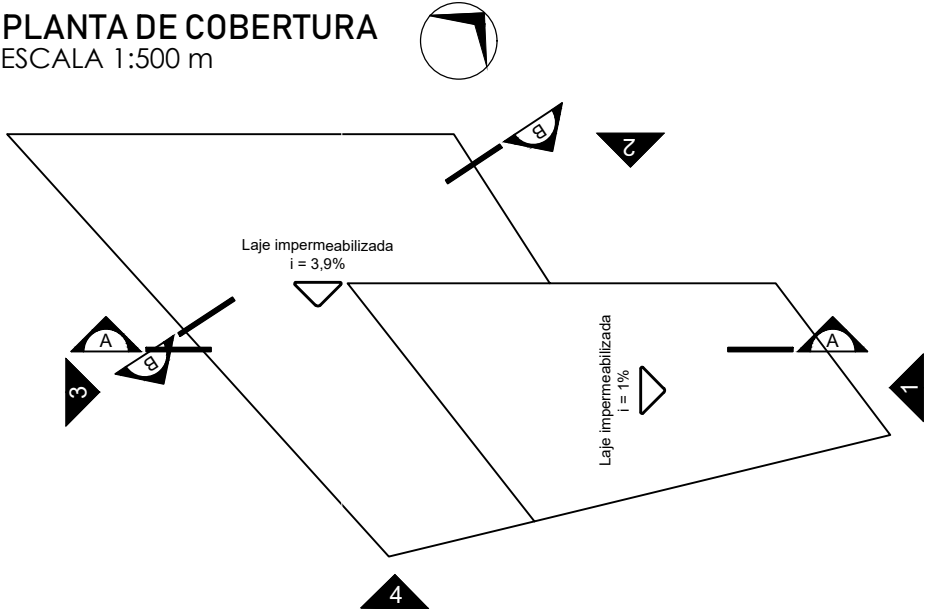 PLANTA DE COBERTURA
ESCALA 1:500 m
B
2
Laje impermeabilizada
i = 3,9%
A
B
3
Laje impermeabilizada
i = 1%
A
1
4